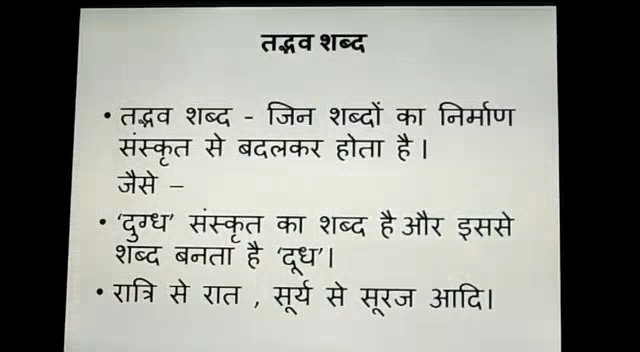 तद्भव शब्द
• तद्भव शब्द - जिन शब्दों का निर्माण
संस्कृत से बदलकर होता है ।
जैसे –
• 'दुग्ध' संस्कृत का शब्द है और इससे
शब्द बनता है 'दूध'।
• रात्रि से रात , सूर्य से सूरज आदि।